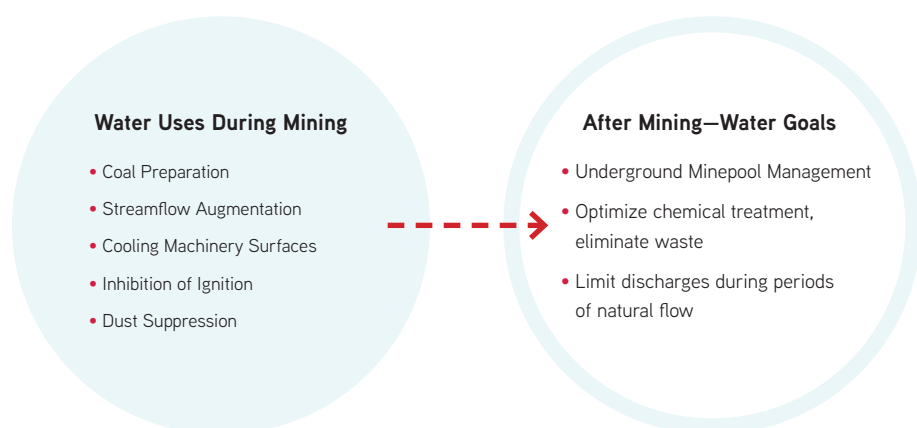 Water Uses During Mining
• Coal Preparation
• Streamflow Augmentation
• Cooling Machinery Surfaces
• Inhibition of Ignition
• Dust Suppression
After Mining—Water Goals
• Underground Minepool Management
• Optimize chemical treatment,
eliminate waste
• Limit discharges during periods
of natural flow